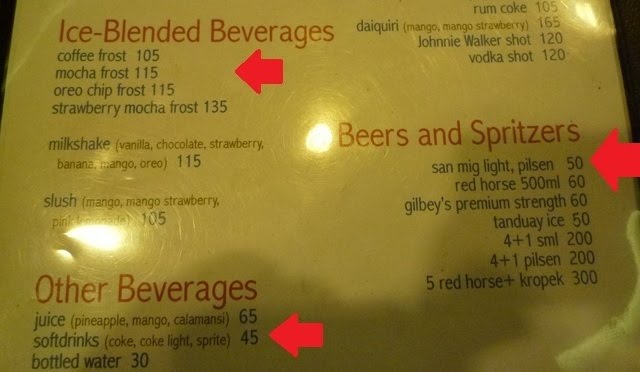 Ice-Blended Beverages
coffee frost 105
mocha frost 115
oreo chip frost 115
strawberry mocha frost 135
milkshake (vanilla, chocolate, strawberry,
banana, mango, oreo) 115
slush (mango, mango strawberry,
pink lemonade) 105
Other Beverages
juice (pineapple, mango, calamansi) 65
softdrinks (coke, coke light, sprite) 45
bottled water 30
rum coke 105
daiquiri (mango, mango strawberry) 165
Johnnie Walker shot 120
vodka shot 120
Beers and Spritzers
san mig light, pilsen 50
red horse 500ml 60
gilbey's premium strength 60
tanduay ice 50
4+1 sml 200
4+1 pilsen 200
5 red horse+ kropek 300